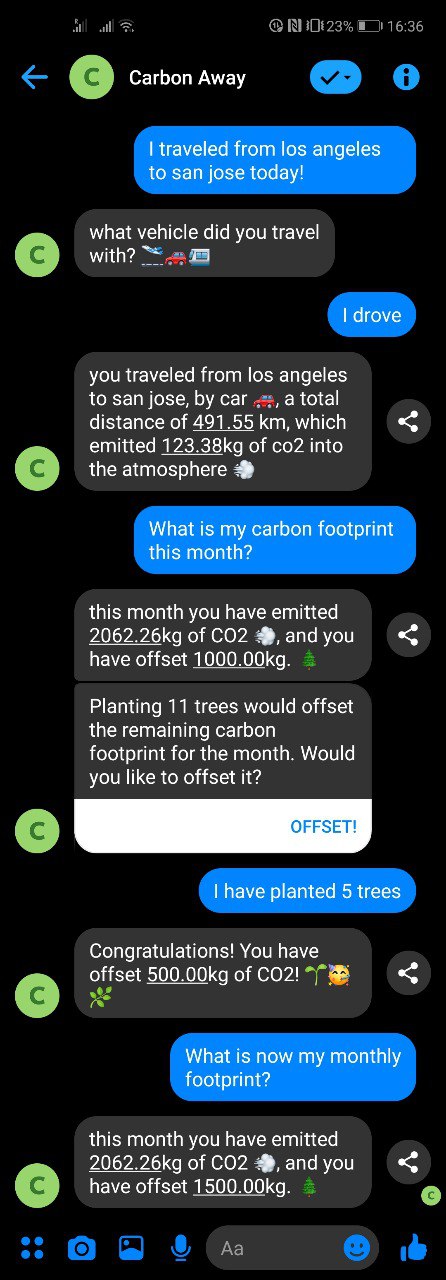 23% 16:36
C Carbon Away
I traveled from los angeles
to san jose today!
what vehicle did you travel
with? 🛫🚗🚈
C
I drove
you traveled from los angeles
to san jose, by car 🚗, a total
distance of 491.55 km, which
emitted 123.38kg of co2 into
the atmosphere 💨
C
What is my carbon footprint
this month?
this month you have emitted
2062.26kg of CO2 💨, and you
have offset 1000.00kg. 🌲
Planting 11 trees would offset
the remaining carbon
footprint for the month. Would
you like to offset it?
OFFSET!
C
I have planted 5 trees
Congratulations! You have
offset 500.00kg of CO2! 🌱🥳
🌿
C
What is now my monthly
footprint?
this month you have emitted
2062.26kg of CO2 💨, and you
have offset 1500.00kg. 🌲
C
C
Aa